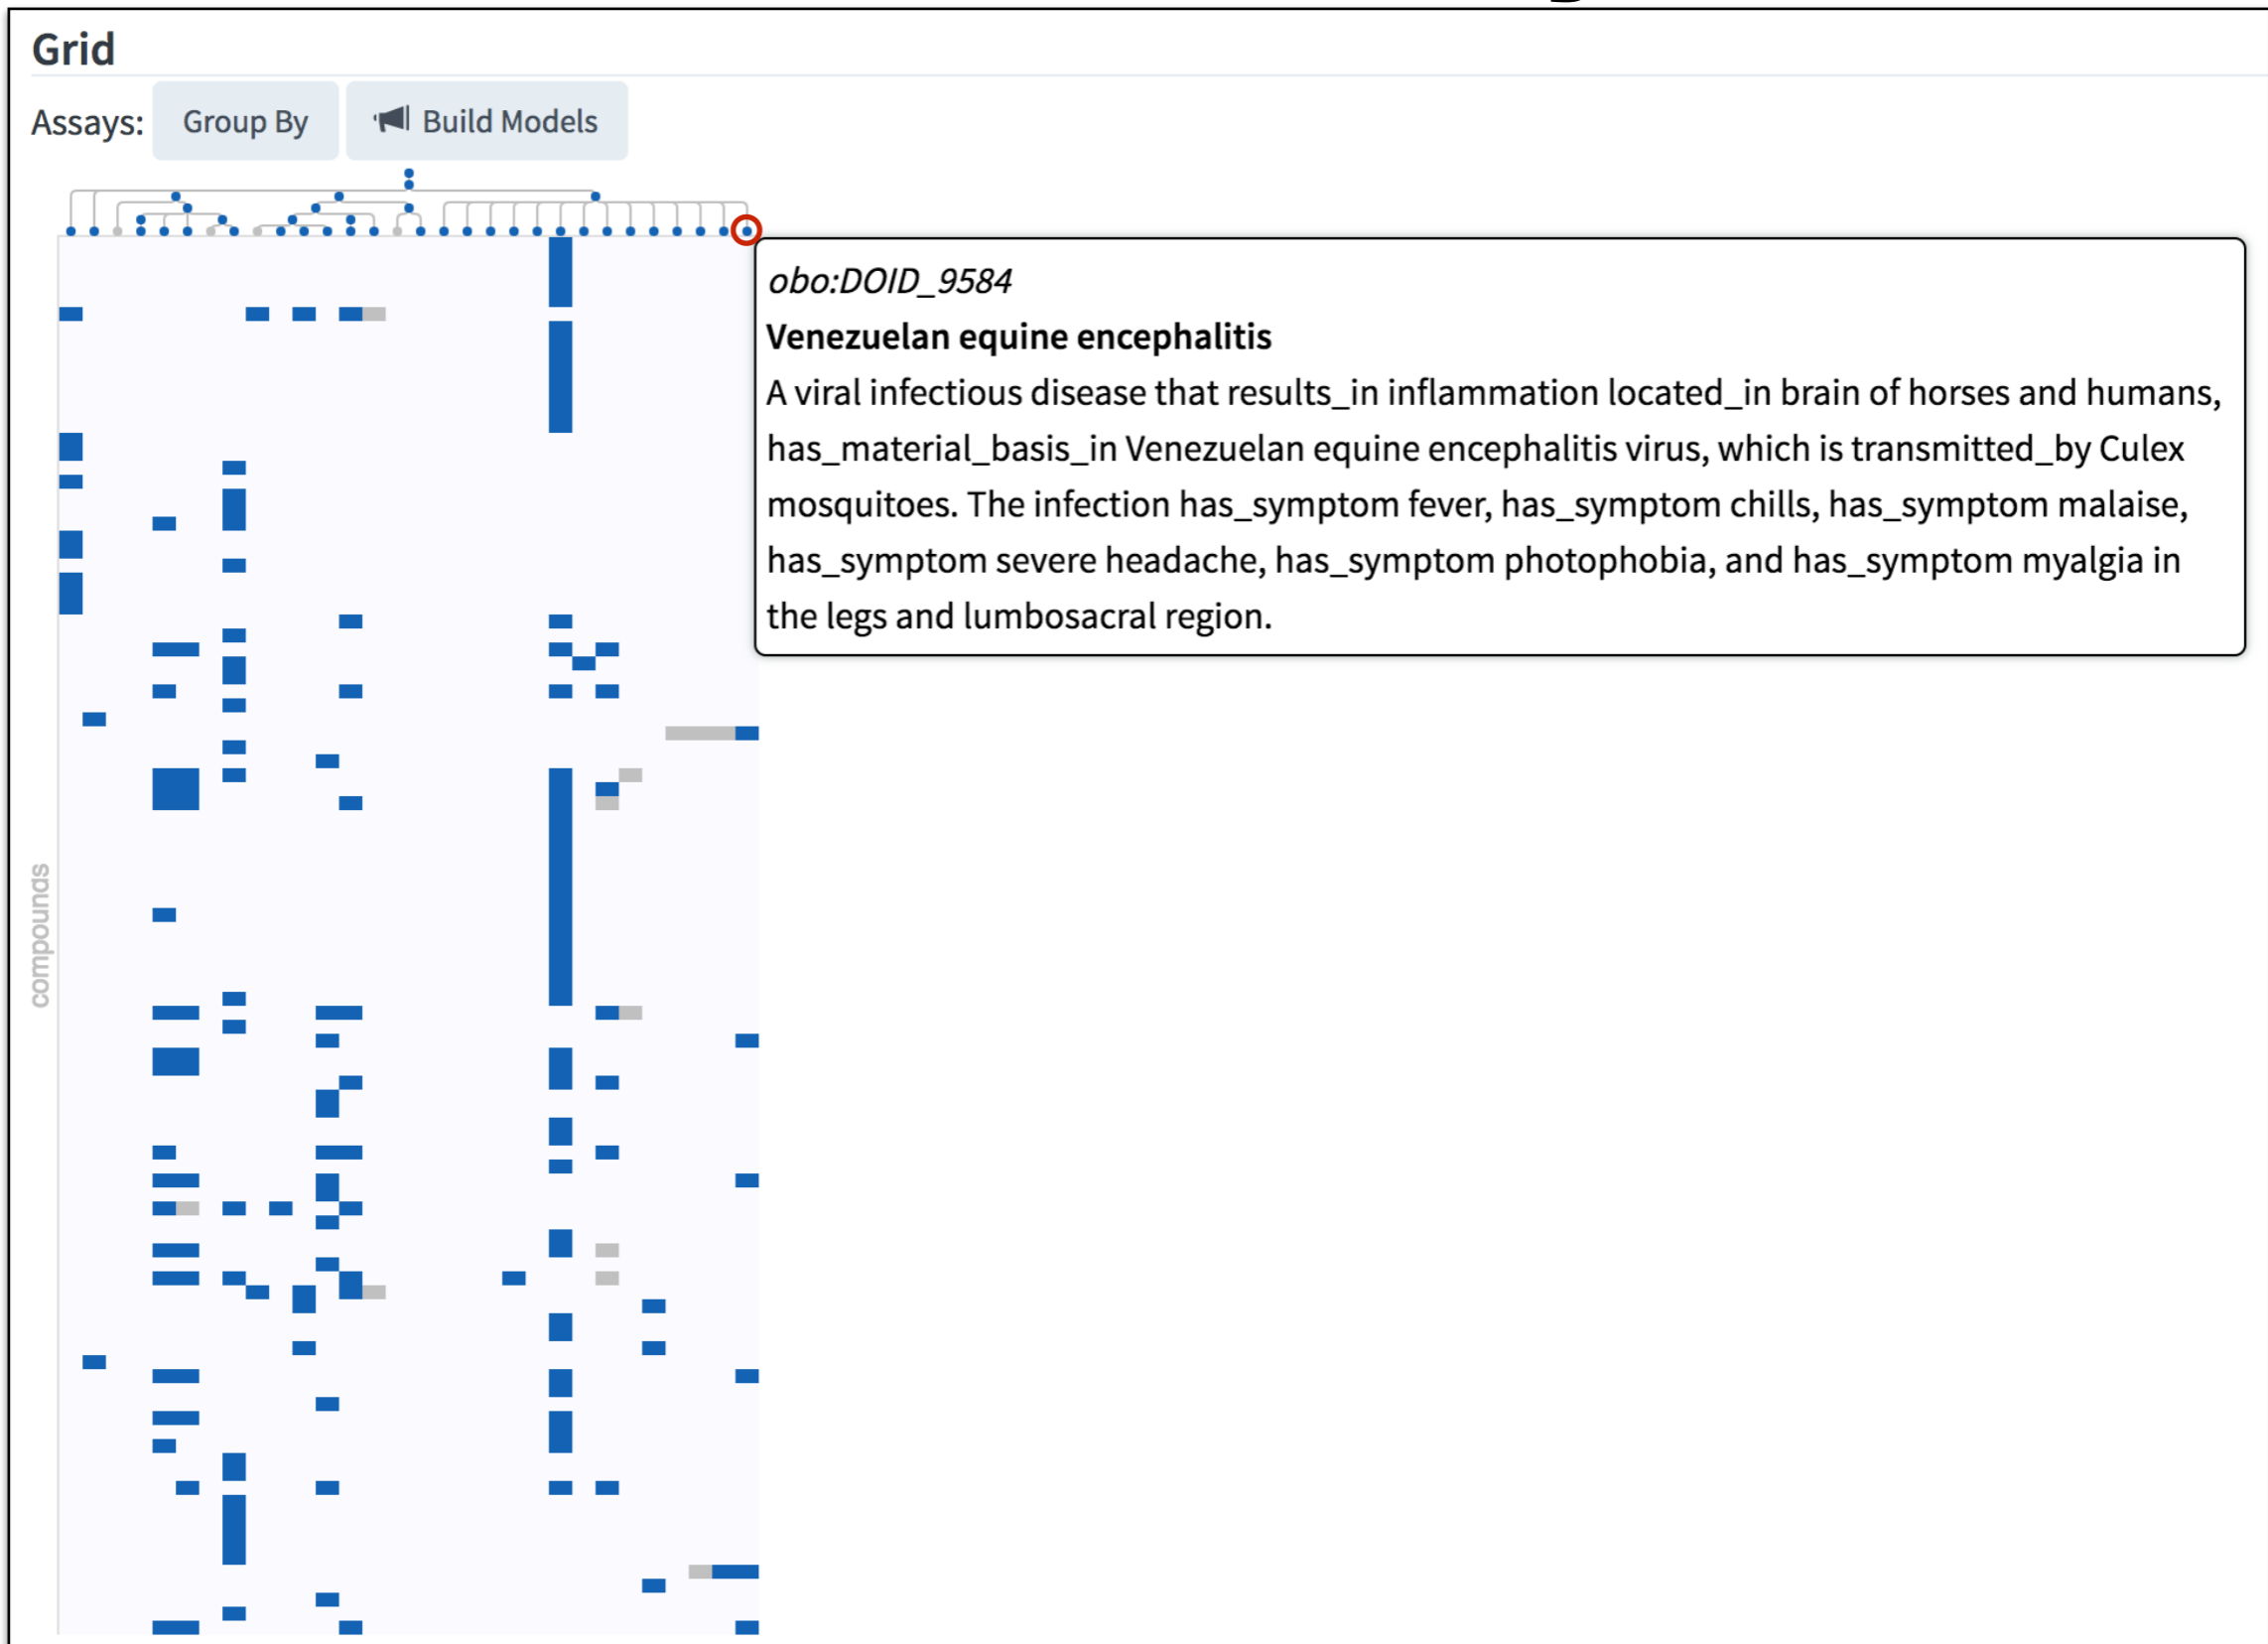 Grid
Assays:
Group By
Build Models
obo:DOID_9584
Venezuelan equine encephalitis
A viral infectious disease that results_in inflammation located_in brain of horses and humans,
has_material_basis_in Venezuelan equine encephalitis virus, which is transmitted_by Culex
mosquitoes. The infection has_symptom fever, has_symptom chills, has_symptom malaise,
has_symptom severe headache, has_symptom photophobia, and has_symptom myalgia in
the legs and lumbosacral region.
compounds